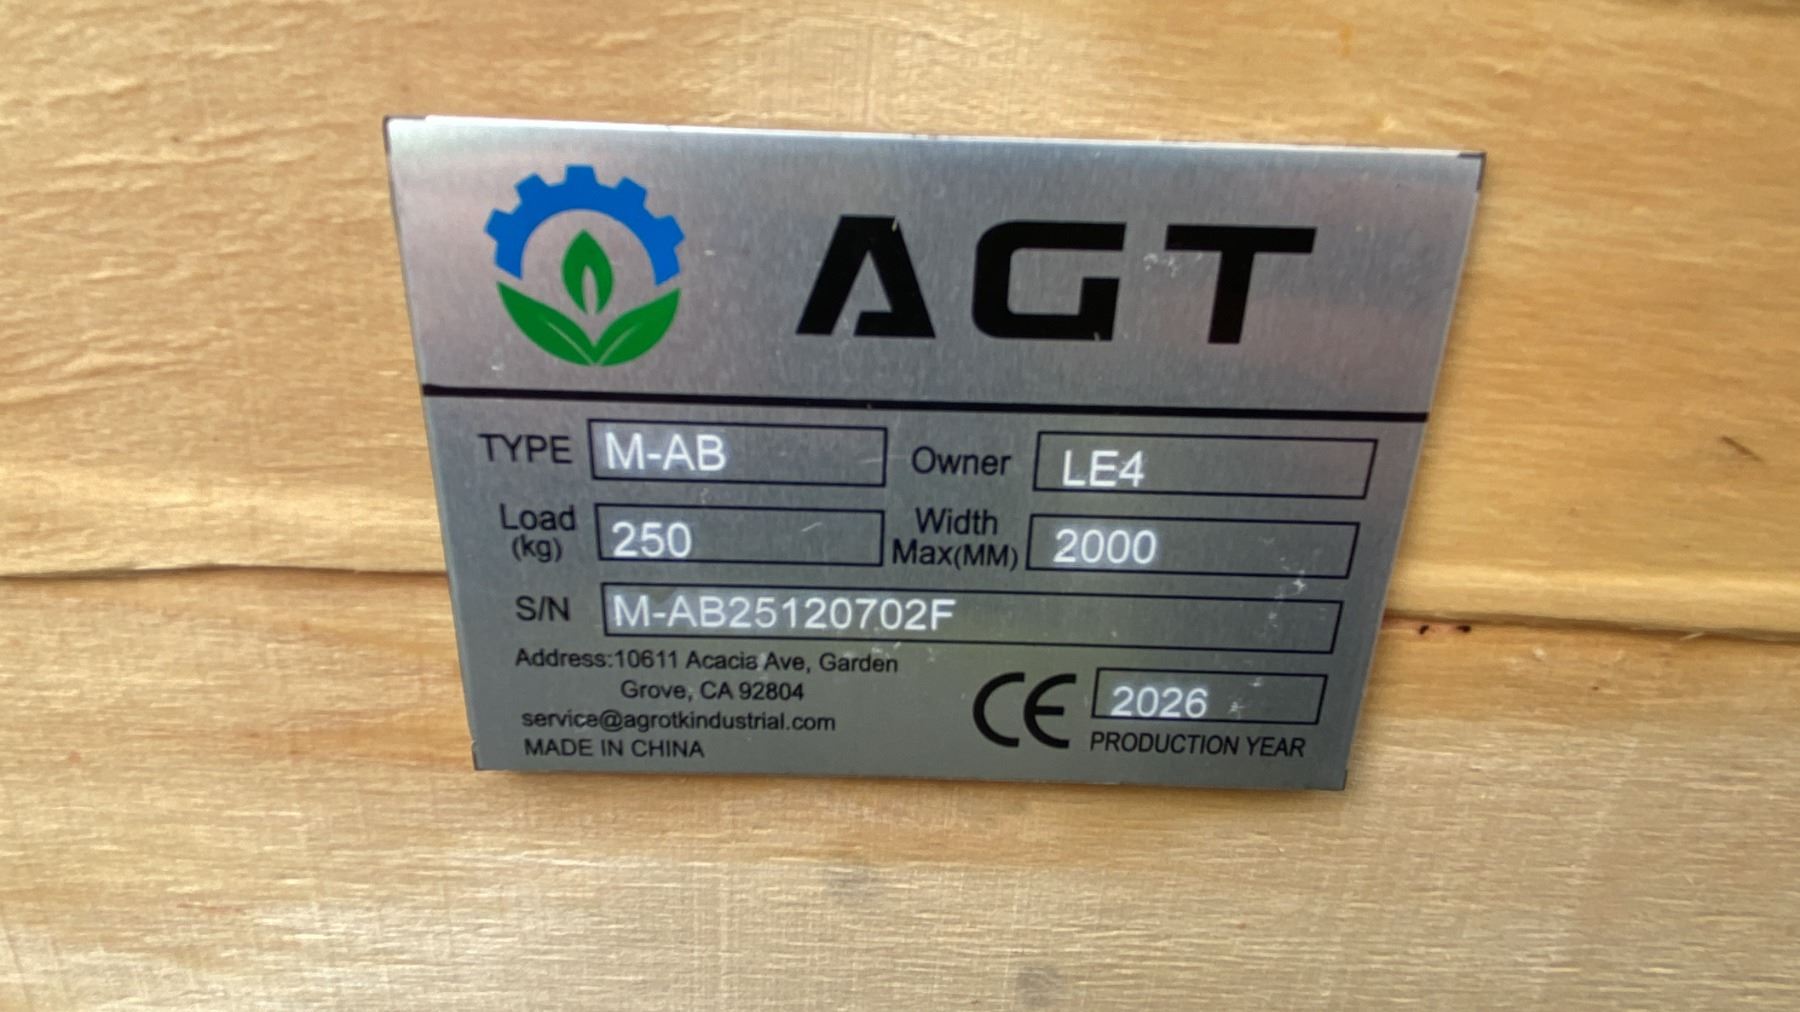 AGT
TYPE M-AB Owner LE4
Load (kg) 250 Width Max(MM) 2000
S/N M-AB25120702F
Address:10611 Acacia Ave, Garden
Grove, CA 92804
service@agrotkindustrial.com
MADE IN CHINA
CE 2026
PRODUCTION YEAR